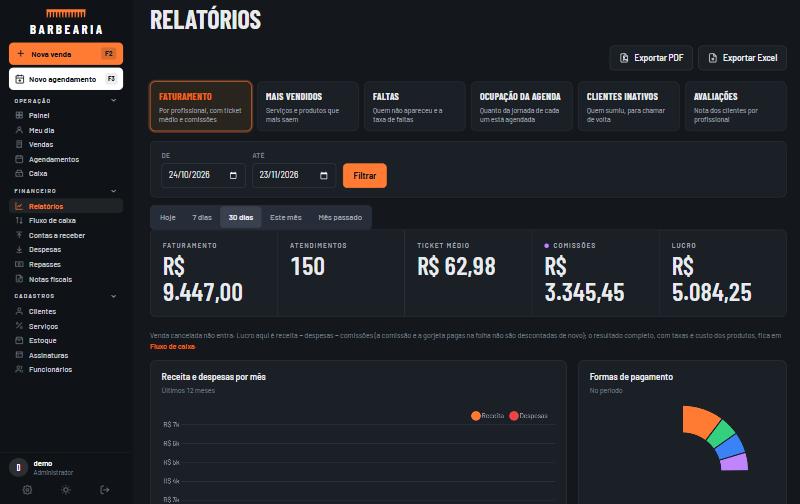 BARBEARIA
Nova venda F2
Novo agendamento F3
OPERAÇÃO
Painel
Meu dia
Vendas
Agendamentos
Caixa
FINANCEIRO
Relatórios
Fluxo de caixa
Contas a receber
Despesas
Repasses
Notas fiscais
CADASTROS
Clientes
Serviços
Estoque
Assinaturas
Funcionários
D
demo
Administrador
RELATÓRIOS
Exportar PDF
Exportar Excel
FATURAMENTO
Por profissional, com ticket
médio e comissões
MAIS VENDIDOS
Serviços e produtos que
mais saem
FALTAS
Quem não apareceu e a
taxa de faltas
OCUPAÇÃO DA AGENDA
Quanto da jornada de cada
um está agendada
CLIENTES INATIVOS
Quem sumiu, para chamar
de volta
AVALIAÇÕES
Nota dos clientes por
profissional
DE
24/10/2026
ATÉ
23/11/2026
Filtrar
Hoje
7 dias
30 dias
Este mês
Mês passado
FATURAMENTO
R$
9.447,00
ATENDIMENTOS
150
TICKET MÉDIO
R$ 62,98
COMISSÕES
R$
3.345,45
LUCRO
R$
5.084,25
Venda cancelada não entra. Lucro aqui é receita − despesas − comissões (a comissão e a gorjeta pagas na folha não são descontadas de novo); o resultado completo, com taxas e custo dos produtos, fica em
Fluxo de caixa.
Receita e despesas por mês
Últimos 12 meses
Receita
Despesas
R$ 7k
R$ 6k
R$ 5k
R$ 4k
R$ 3k
Formas de pagamento
No período